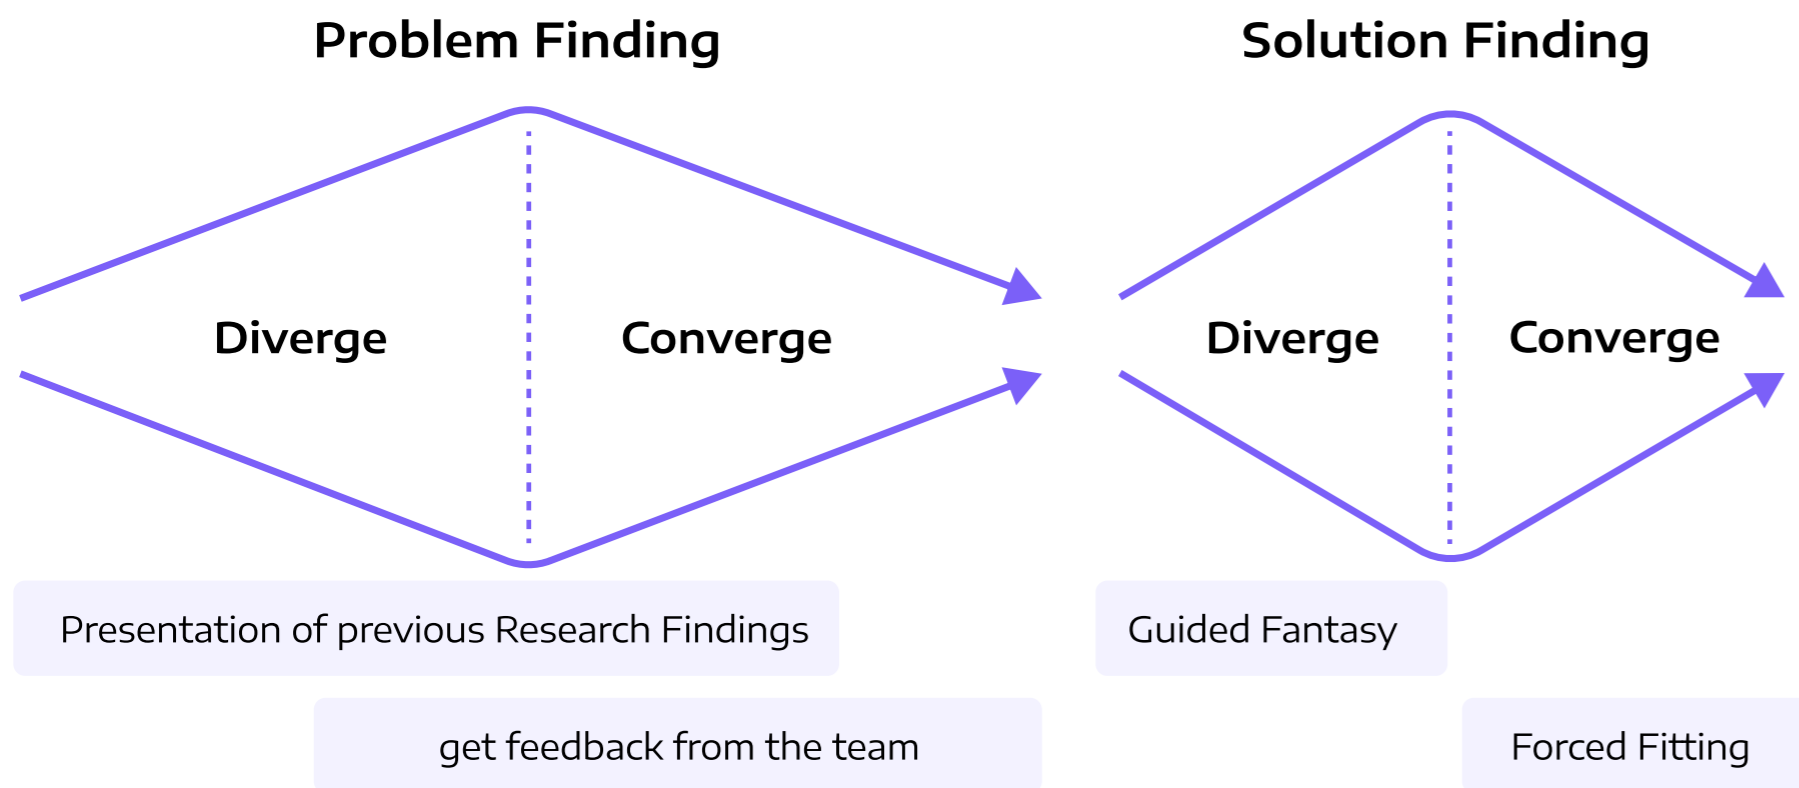 Problem Finding
Solution Finding
Diverge
Converge
Diverge
Converge
Presentation of previous Research Findings
Guided Fantasy
get feedback from the team
Forced Fitting